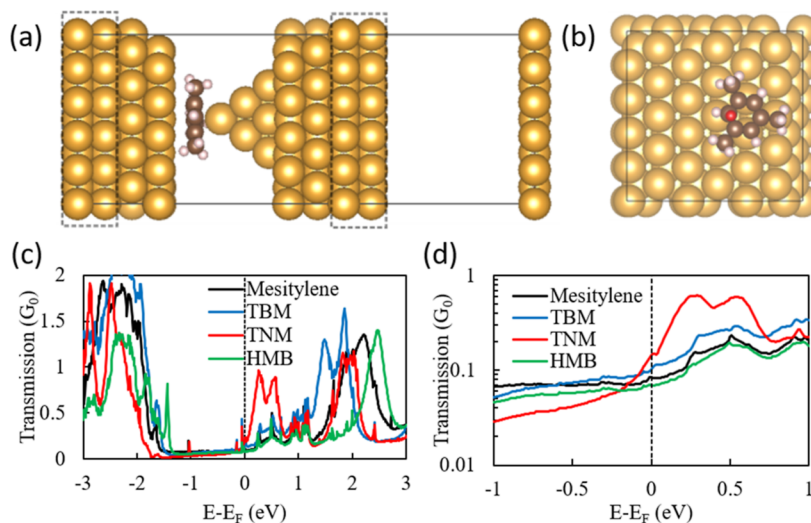 (a)
(b)
(c)
2
1.5
1
0.5
0
Transmission (G0)
Mesitylene
TBM
TNM
HMB
-3 -2 -1 0 1 2 3
E-EF (eV)
(d)
1
0.1
0.01
Transmission (G0)
Mesitylene
TBM
TNM
HMB
-1 -0.5 0 0.5 1
E-EF (eV)